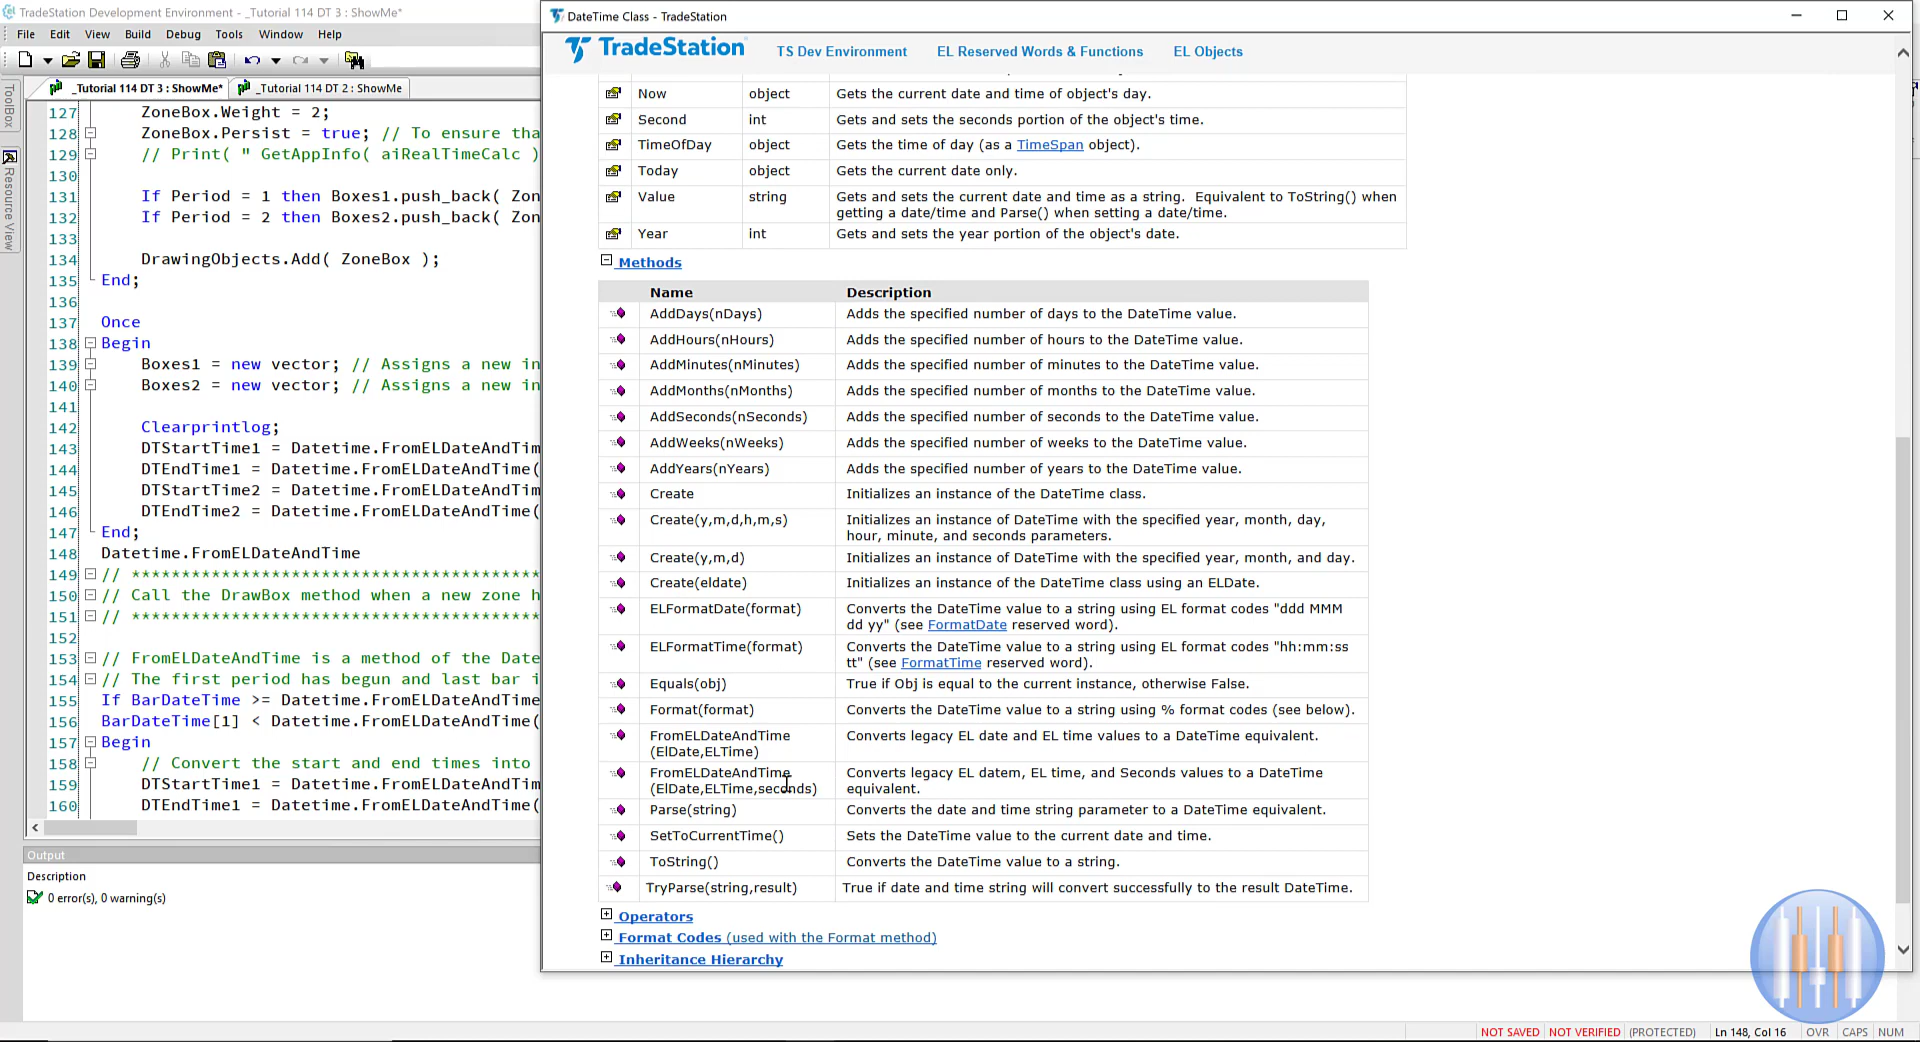 TradeStation Development Environment - _Tutorial 114 DT 3 : ShowMe*
File Edit View Build Debug Tools Window Help
_Tutorial 114 DT 3 : ShowMe* _Tutorial 114 DT 2 : ShowMe
ToolBox
Resource View
127 ZoneBox.Weight = 2;
128 ZoneBox.Persist = true; // To ensure tha
129 // Print( " GetAppInfo( aiRealTimeCalc )
130
131 If Period = 1 then Boxes1.push_back( Zon
132 If Period = 2 then Boxes2.push_back( Zon
133
134 DrawingObjects.Add( ZoneBox );
135 End;
136
137 Once
138 Begin
139 Boxes1 = new vector; // Assigns a new in
140 Boxes2 = new vector; // Assigns a new in
141
142 Clearprintlog;
143 DTStartTime1 = Datetime.FromELDateAndTim
144 DTEndTime1 = Datetime.FromELDateAndTime(
145 DTStartTime2 = Datetime.FromELDateAndTim
146 DTEndTime2 = Datetime.FromELDateAndTime(
147 End;
148 Datetime.FromELDateAndTime
149 // *****************************************
150 // Call the DrawBox method when a new zone h
151 // *****************************************
152
153 // FromELDateAndTime is a method of the Date
154 // The first period has begun and last bar i
155 If BarDateTime >= Datetime.FromELDateAndTime
156 BarDateTime[1] < Datetime.FromELDateAndTime(
157 Begin
158 // Convert the start and end times into
159 DTStartTime1 = Datetime.FromELDateAndTim
160 DTEndTime1 = Datetime.FromELDateAndTime(
Output
Description
0 error(s), 0 warning(s)
DateTime Class - TradeStation
TradeStation TS Dev Environment EL Reserved Words & Functions EL Objects
Now object Gets the current date and time of object's day.
Second int Gets and sets the seconds portion of the object's time.
TimeOfDay object Gets the time of day (as a TimeSpan object).
Today object Gets the current date only.
Value string Gets and sets the current date and time as a string. Equivalent to ToString() when
getting a date/time and Parse() when setting a date/time.
Year int Gets and sets the year portion of the object's date.
Methods
Name Description
AddDays(nDays) Adds the specified number of days to the DateTime value.
AddHours(nHours) Adds the specified number of hours to the DateTime value.
AddMinutes(nMinutes) Adds the specified number of minutes to the DateTime value.
AddMonths(nMonths) Adds the specified number of months to the DateTime value.
AddSeconds(nSeconds) Adds the specified number of seconds to the DateTime value.
AddWeeks(nWeeks) Adds the specified number of weeks to the DateTime value.
AddYears(nYears) Adds the specified number of years to the DateTime value.
Create Initializes an instance of the DateTime class.
Create(y,m,d,h,m,s) Initializes an instance of DateTime with the specified year, month, day,
hour, minute, and seconds parameters.
Create(y,m,d) Initializes an instance of DateTime with the specified year, month, and day.
Create(eldate) Initializes an instance of the DateTime class using an ELDate.
ELFormatDate(format) Converts the DateTime value to a string using EL format codes "ddd MMM
dd yy" (see FormatDate reserved word).
ELFormatTime(format) Converts the DateTime value to a string using EL format codes "hh:mm:ss
tt" (see FormatTime reserved word).
Equals(obj) True if Obj is equal to the current instance, otherwise False.
Format(format) Converts the DateTime value to a string using % format codes (see below).
FromELDateAndTime Converts legacy EL date and EL time values to a DateTime equivalent.
(ElDate,ELTime)
FromELDateAndTime Converts legacy EL datem, EL time, and Seconds values to a DateTime
(ElDate,ELTime,seconds) equivalent.
Parse(string) Converts the date and time string parameter to a DateTime equivalent.
SetToCurrentTime() Sets the DateTime value to the current date and time.
ToString() Converts the DateTime value to a string.
TryParse(string,result) True if date and time string will convert successfully to the result DateTime.
Operators
Format Codes (used with the Format method)
Inheritance Hierarchy
NOT SAVED NOT VERIFIED (PROTECTED) Ln 148, Col 16 OVR CAPS NUM